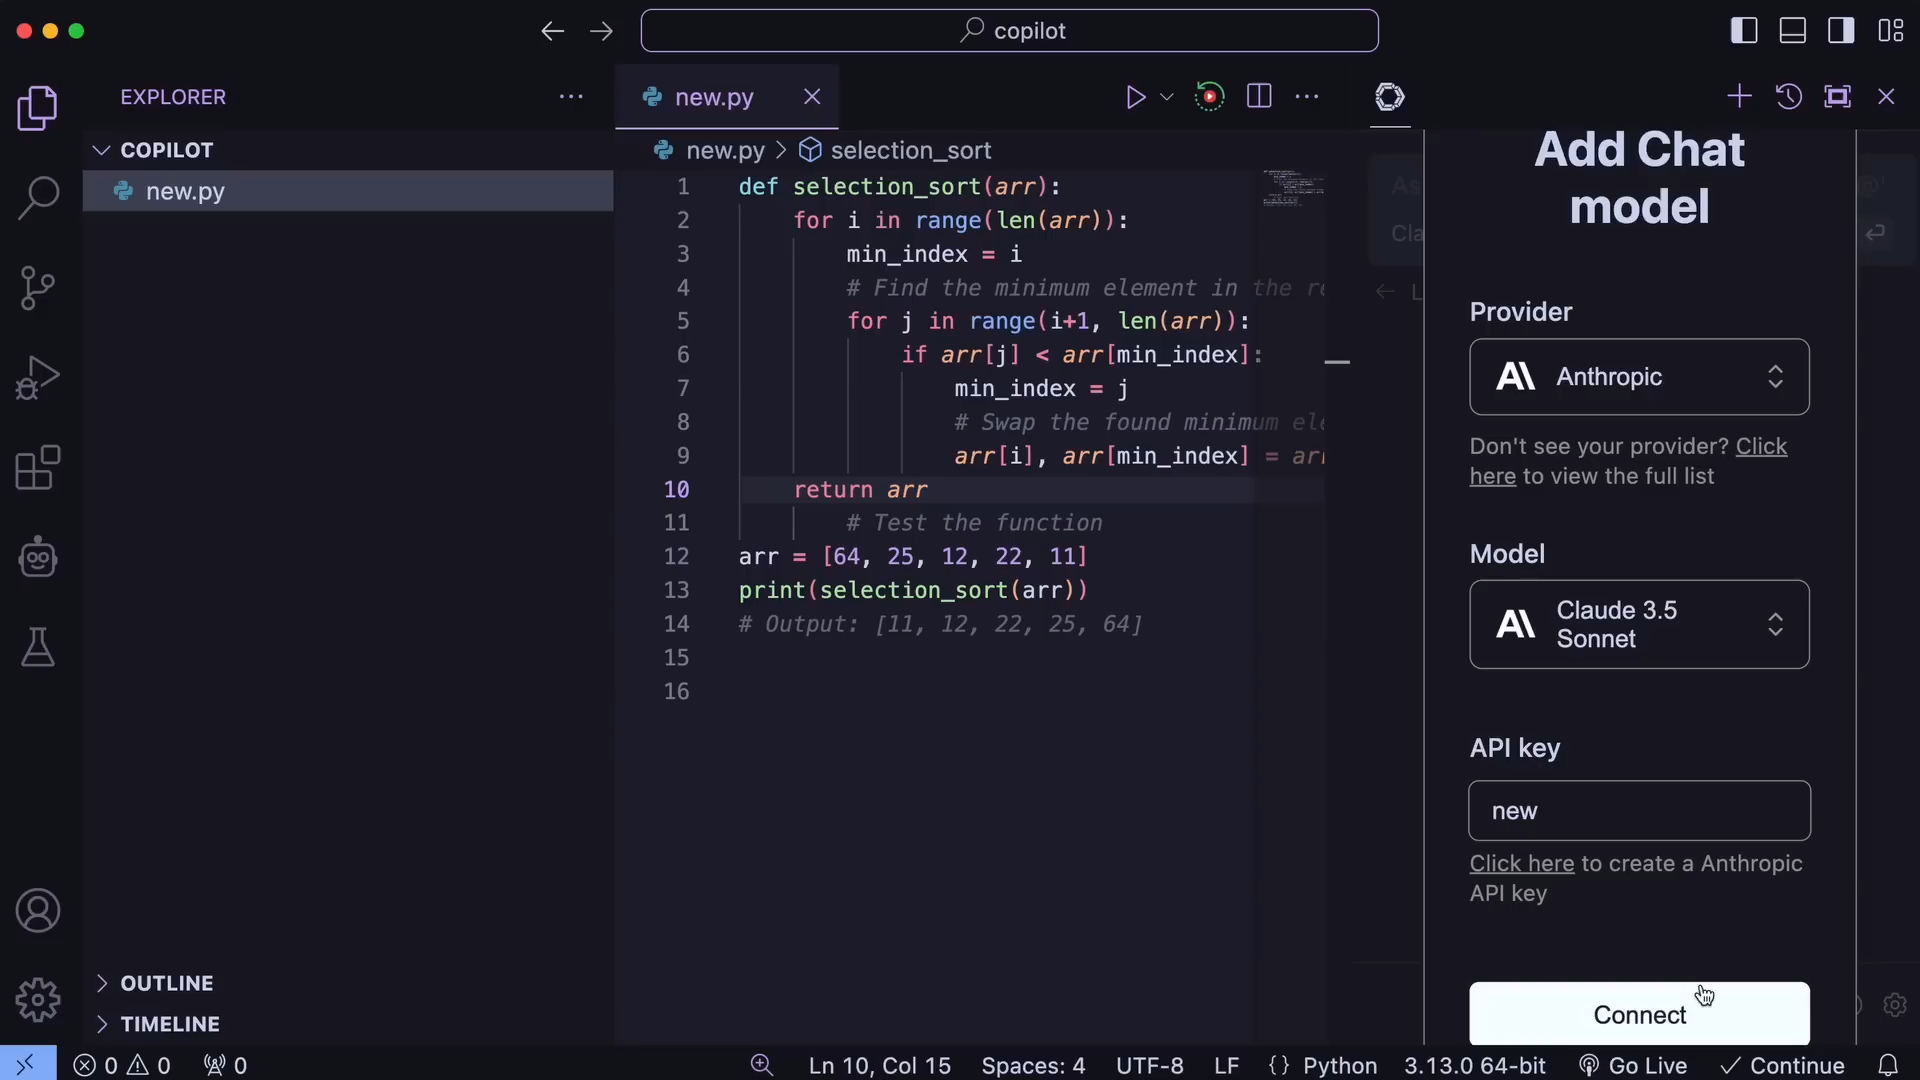 copilot
EXPLORER
COPILOT
new.py
OUTLINE
TIMELINE
new.py
new.py > selection_sort
1 def selection_sort(arr):
2 for i in range(len(arr)):
3 min_index = i
4 # Find the minimum element in the re
5 for j in range(i+1, len(arr)):
6 if arr[j] < arr[min_index]:
7 min_index = j
8 # Swap the found minimum ele
9 arr[i], arr[min_index] = arr
10 return arr
11 # Test the function
12 arr = [64, 25, 12, 22, 11]
13 print(selection_sort(arr))
14 # Output: [11, 12, 22, 25, 64]
15
16
As
Cla
L
Add Chat
model
Provider
Anthropic
Don't see your provider? Click
here to view the full list
Model
Claude 3.5
Sonnet
API key
new
Click here to create a Anthropic
API key
Connect
0 0 0 Ln 10, Col 15 Spaces: 4 UTF-8 LF {} Python 3.13.0 64-bit Go Live Continue